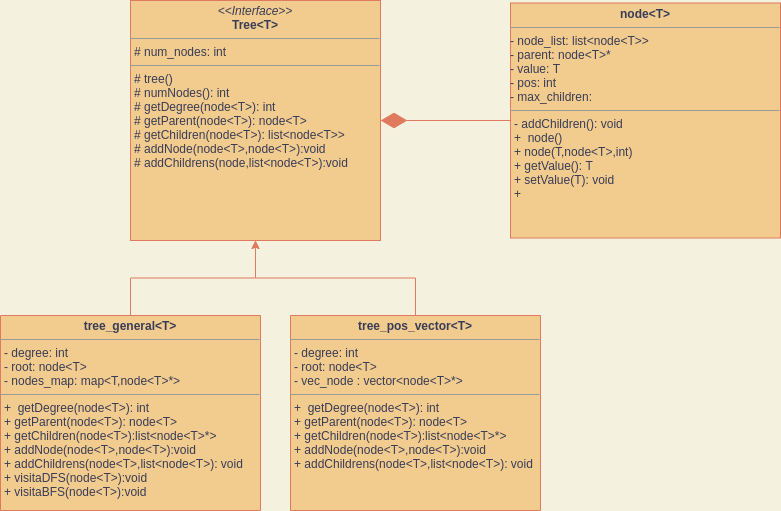 <<Interface>>
Tree<T>
# num_nodes: int
# tree()
# numNodes(): int
# getDegree(node<T>): int
# getParent(node<T>): node<T>
# getChildren(node<T>): list<node<T>>
# addNode(node<T>,node<T>):void
# addChildrens(node,list<node<T>):void
node<T>
- node_list: list<node<T>>
- parent: node<T>*
- value: T
- pos: int
- max_children:
- addChildren(): void
+ node()
+ node(T,node<T>,int)
+ getValue(): T
+ setValue(T): void
+
tree_general<T>
- degree: int
- root: node<T>
- nodes_map: map<T,node<T>*>
+ getDegree(node<T>): int
+ getParent(node<T>): node<T>
+ getChildren(node<T>):list<node<T>*>
+ addNode(node<T>,node<T>):void
+ addChildrens(node<T>,list<node<T>): void
+ visitaDFS(node<T>):void
+ visitaBFS(node<T>):void
tree_pos_vector<T>
- degree: int
- root: node<T>
- vec_node : vector<node<T>*>
+ getDegree(node<T>): int
+ getParent(node<T>): node<T>
+ getChildren(node<T>):list<node<T>*>
+ addNode(node<T>,node<T>):void
+ addChildrens(node<T>,list<node<T>): void